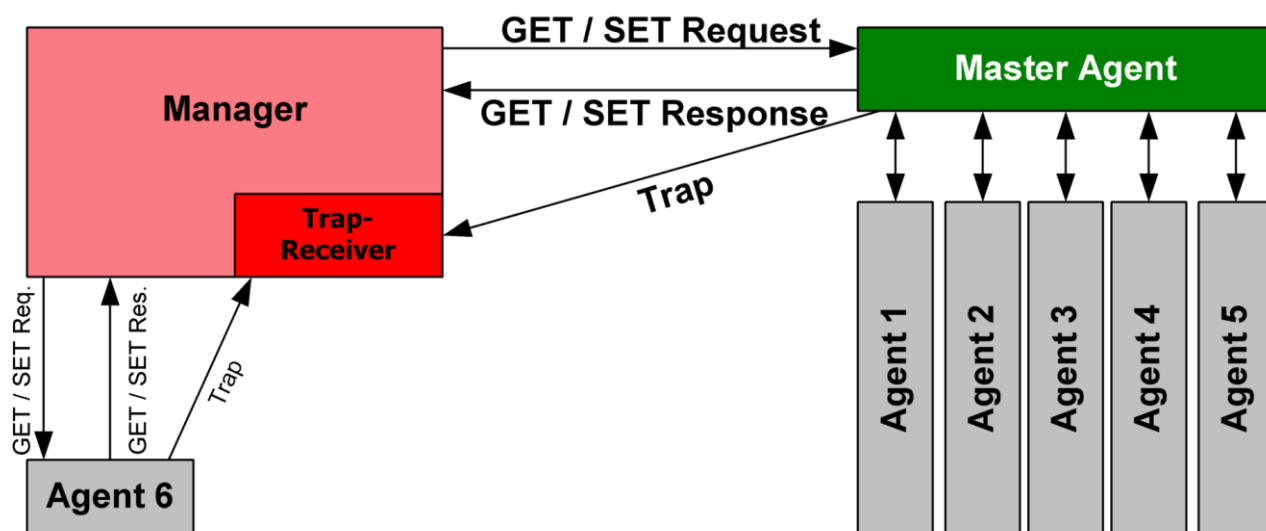 GET / SET Request
Master Agent
Manager
GET / SET Response
Trap
Trap-
Receiver
GET / SET Req.
GET / SET Res.
Trap
Agent 1
Agent 2
Agent 3
Agent 4
Agent 5
Agent 6